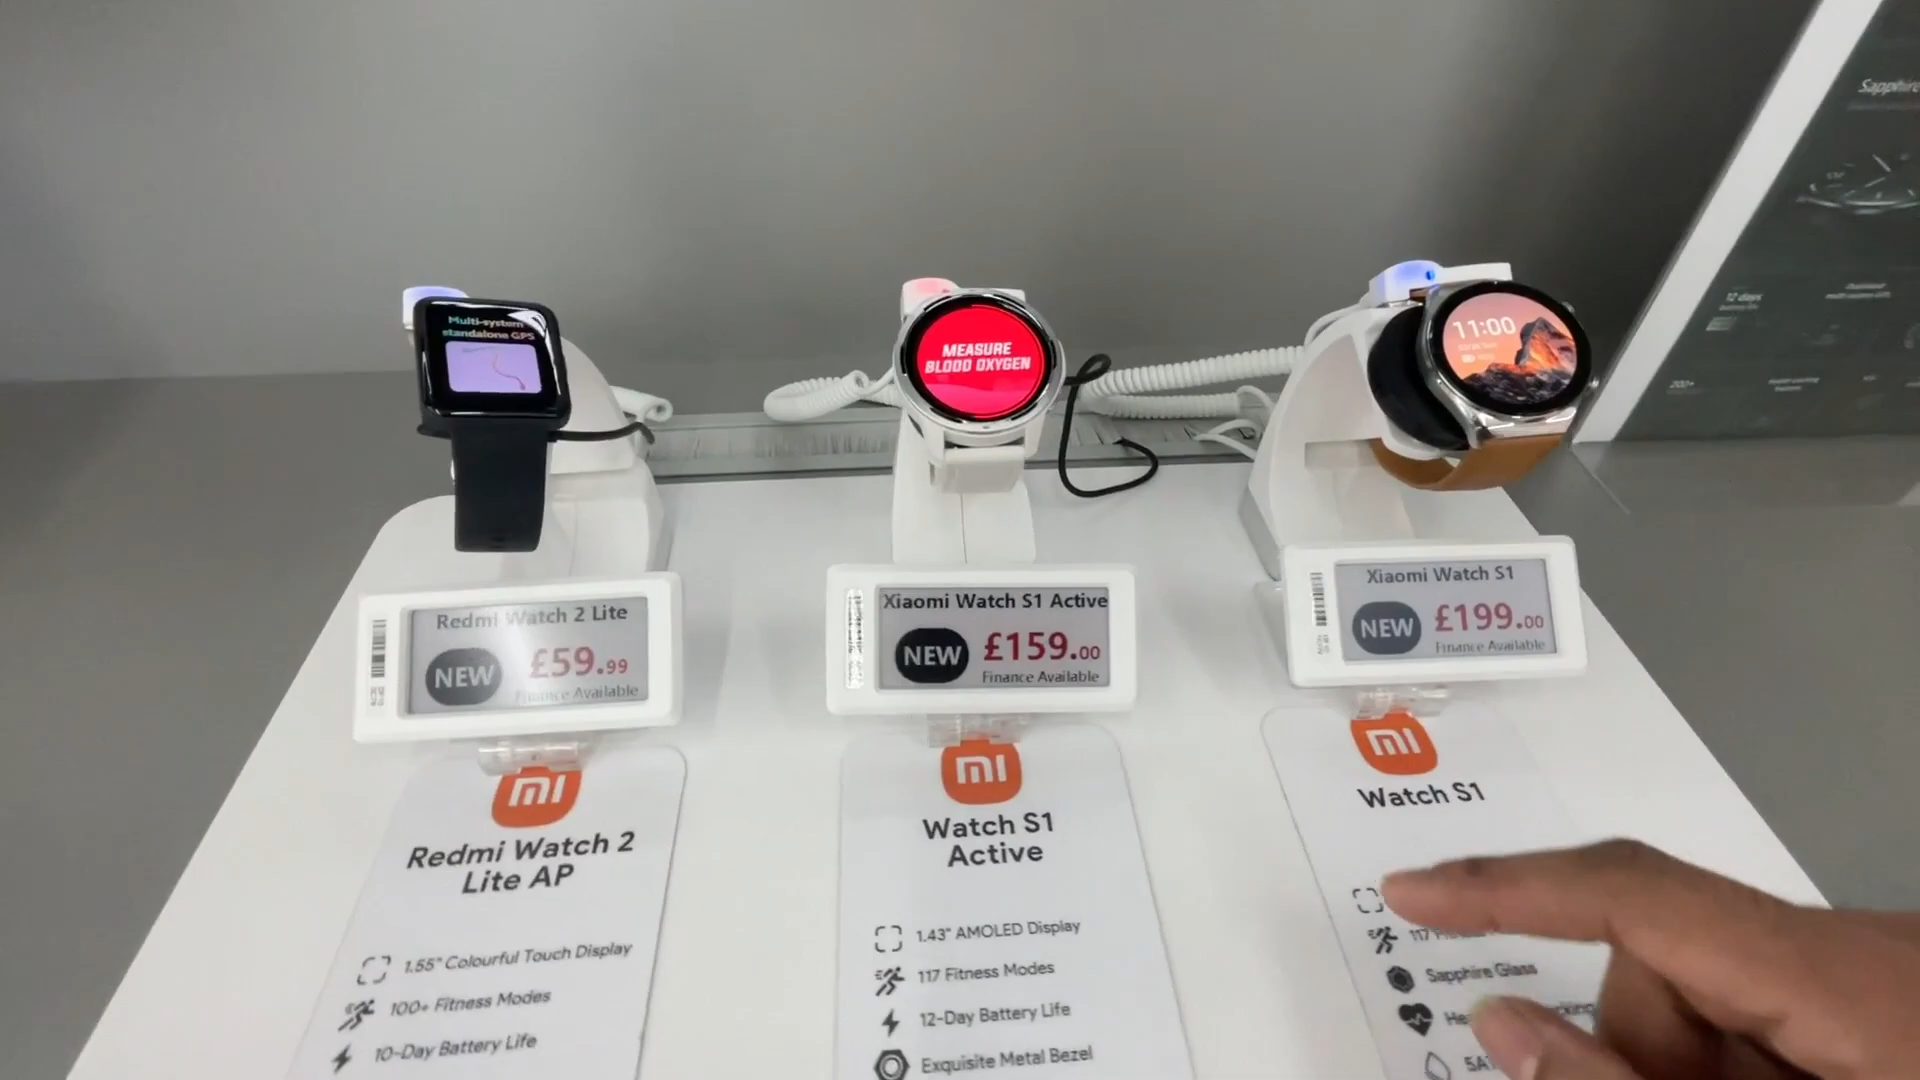 Multi-system
standalone GPS
MEASURE
BLOOD OXYGEN
11:00
Sapphire
12 days
200+
Redmi Watch 2 Lite
NEW
£59.99
Finance Available
Xiaomi Watch S1 Active
NEW
£159.00
Finance Available
Xiaomi Watch S1
NEW
£199.00
Finance Available
mi
Redmi Watch 2
Lite AP
1.55" Colourful Touch Display
100+ Fitness Modes
10-Day Battery Life
mi
Watch S1
Active
1.43" AMOLED Display
117 Fitness Modes
12-Day Battery Life
Exquisite Metal Bezel
mi
Watch S1
117
Sapphire Glass